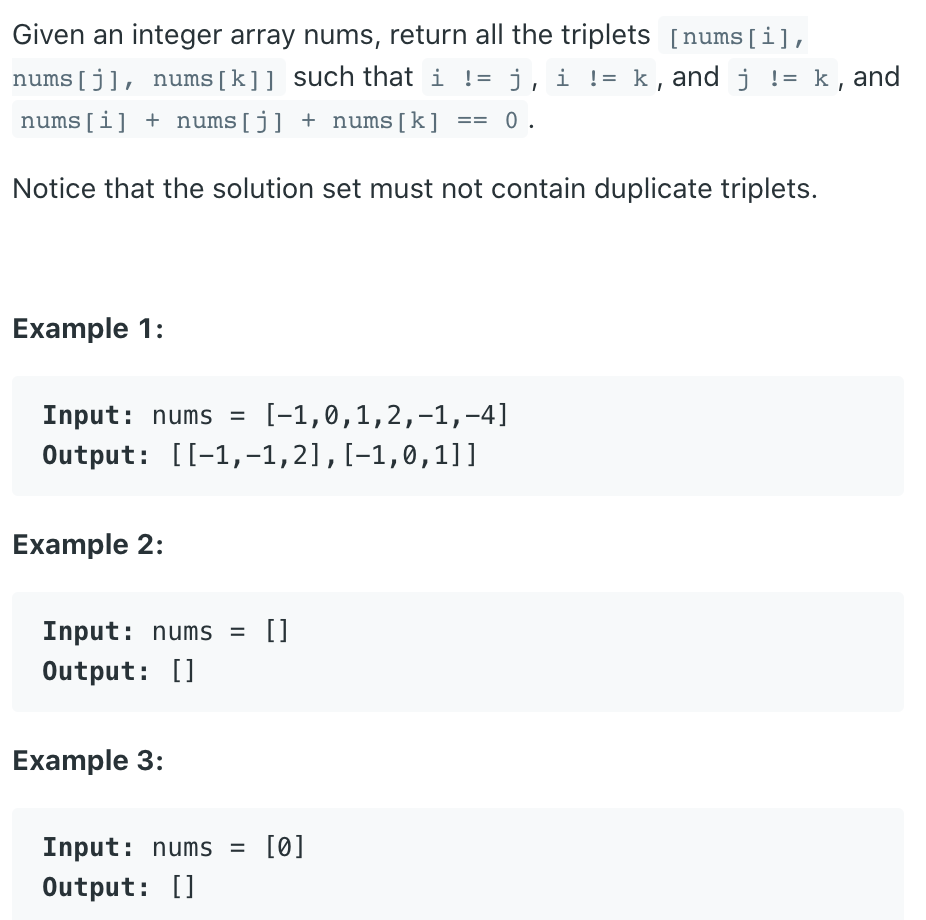 Given an integer array nums, return all the triplets [nums[i],
nums[j], nums[k]] such that i != j, i != k, and j != k, and
nums[i] + nums[j] + nums[k] == 0.
Notice that the solution set must not contain duplicate triplets.
Example 1:
Input: nums = [-1,0,1,2,-1,-4]
Output: [[-1,-1,2],[-1,0,1]]
Example 2:
Input: nums = []
Output: []
Example 3:
Input: nums = [0]
Output: []